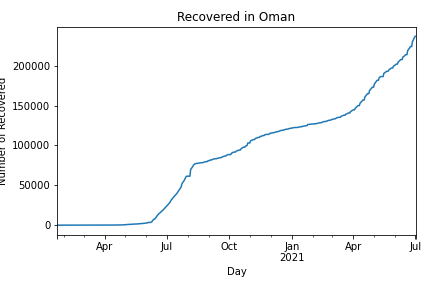 Recovered in Oman
Number of Recovered
200000
150000
100000
50000
0
Apr
Jul
Oct
Jan
2021
Apr
Jul
Day